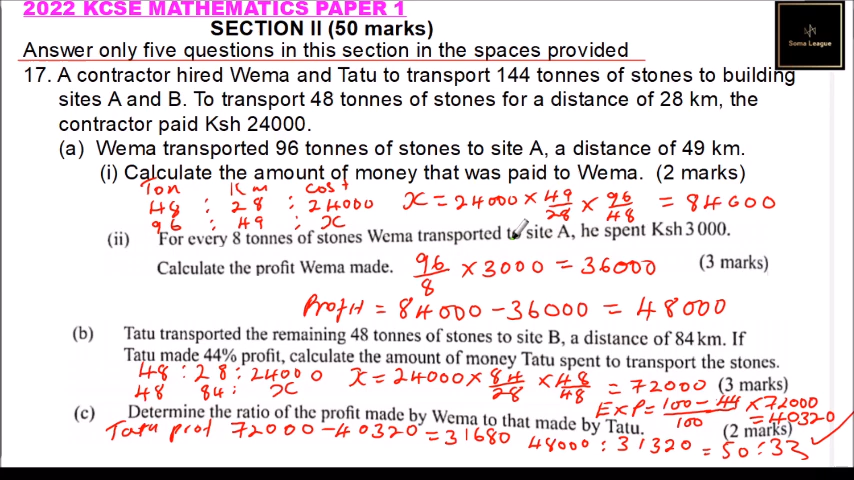 2022 KCSE MATHEMATICS PAPER 1
SECTION II (50 marks)
Soma League
Answer only five questions in this section in the spaces provided
17. A contractor hired Wema and Tatu to transport 144 tonnes of stones to building
sites A and B. To transport 48 tonnes of stones for a distance of 28 km, the
contractor paid Ksh 24000.
(a) Wema transported 96 tonnes of stones to site A, a distance of 49 km.
(i) Calculate the amount of money that was paid to Wema. (2 marks)
Ton Km cost
48 : 28 : 24000 x = 24000 × 49/28 × 96/48 = 84000
96 : 49 : x
(ii) For every 8 tonnes of stones Wema transported to site A, he spent Ksh 3 000.
Calculate the profit Wema made. 96/8 × 3000 = 36000 (3 marks)
Profit = 84000 - 36000 = 48000
(b) Tatu transported the remaining 48 tonnes of stones to site B, a distance of 84 km. If
Tatu made 44% profit, calculate the amount of money Tatu spent to transport the stones.
48 : 28 : 24000 x = 24000 × 84/28 × 48/48 = 72000 (3 marks)
48 84 : x
Exp = 100 - 44/100 × 72000 = 40320
(c) Determine the ratio of the profit made by Wema to that made by Tatu.
(2 marks)
Tatu prof 72000 - 40320 = 31680 48000 : 31320 = 50 : 33